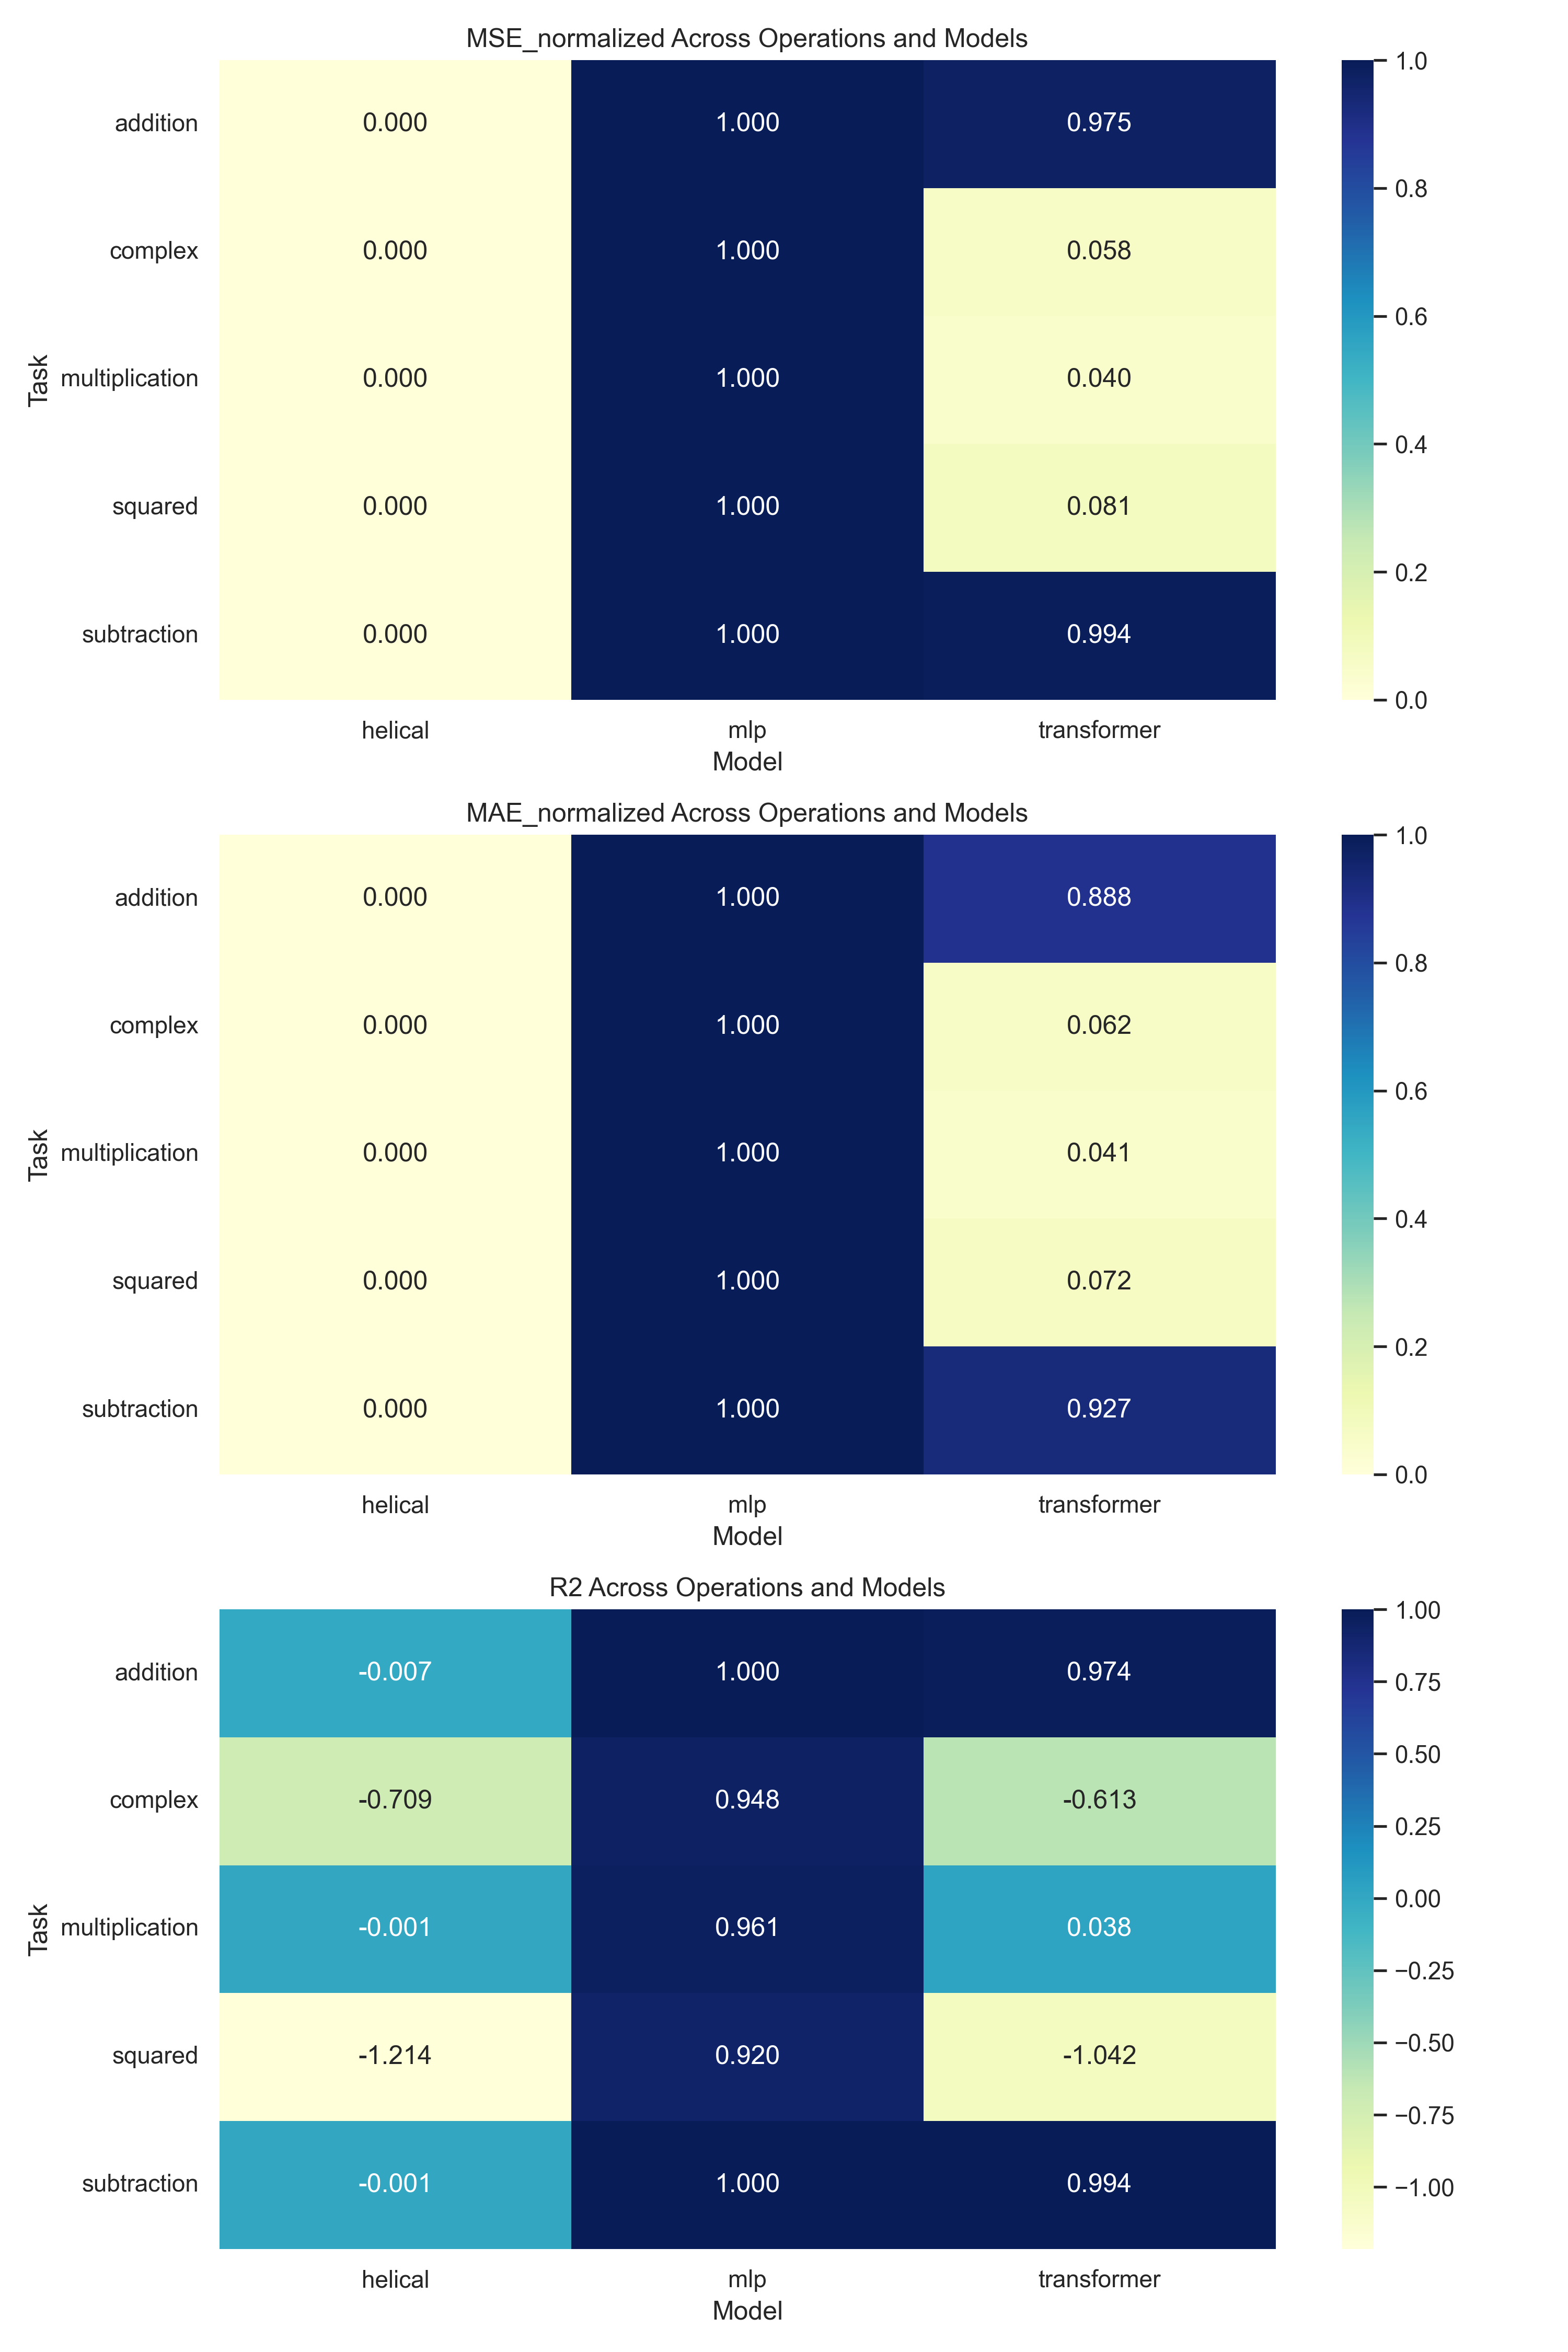 MSE_normalized Across Operations and Models
addition 0.000 1.000 0.975
complex 0.000 1.000 0.058
multiplication 0.000 1.000 0.040
squared 0.000 1.000 0.081
subtraction 0.000 1.000 0.994
Task
helical mlp transformer
Model
1.0
0.8
0.6
0.4
0.2
0.0
MAE_normalized Across Operations and Models
addition 0.000 1.000 0.888
complex 0.000 1.000 0.062
multiplication 0.000 1.000 0.041
squared 0.000 1.000 0.072
subtraction 0.000 1.000 0.927
Task
helical mlp transformer
Model
1.0
0.8
0.6
0.4
0.2
0.0
R2 Across Operations and Models
addition -0.007 1.000 0.974
complex -0.709 0.948 -0.613
multiplication -0.001 0.961 0.038
squared -1.214 0.920 -1.042
subtraction -0.001 1.000 0.994
Task
helical mlp transformer
Model
1.00
0.75
0.50
0.25
0.00
−0.25
−0.50
−0.75
−1.00